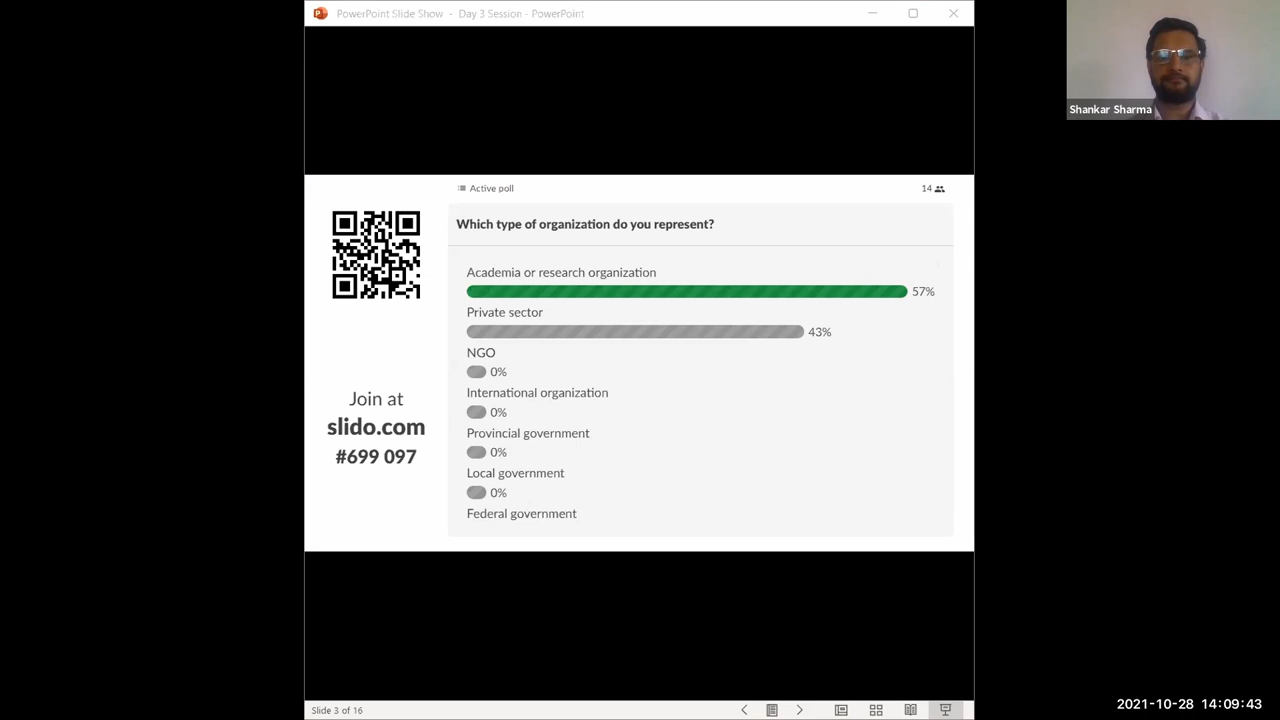 PowerPoint Slide Show - Day 3 Session - PowerPoint
Shankar Sharma
Active poll
14
Which type of organization do you represent?
Academia or research organization
57%
Private sector
43%
NGO
0%
International organization
0%
Provincial government
0%
Local government
0%
Federal government
Join at
slido.com
#699 097
Slide 3 of 16
2021-10-28 14:09:43